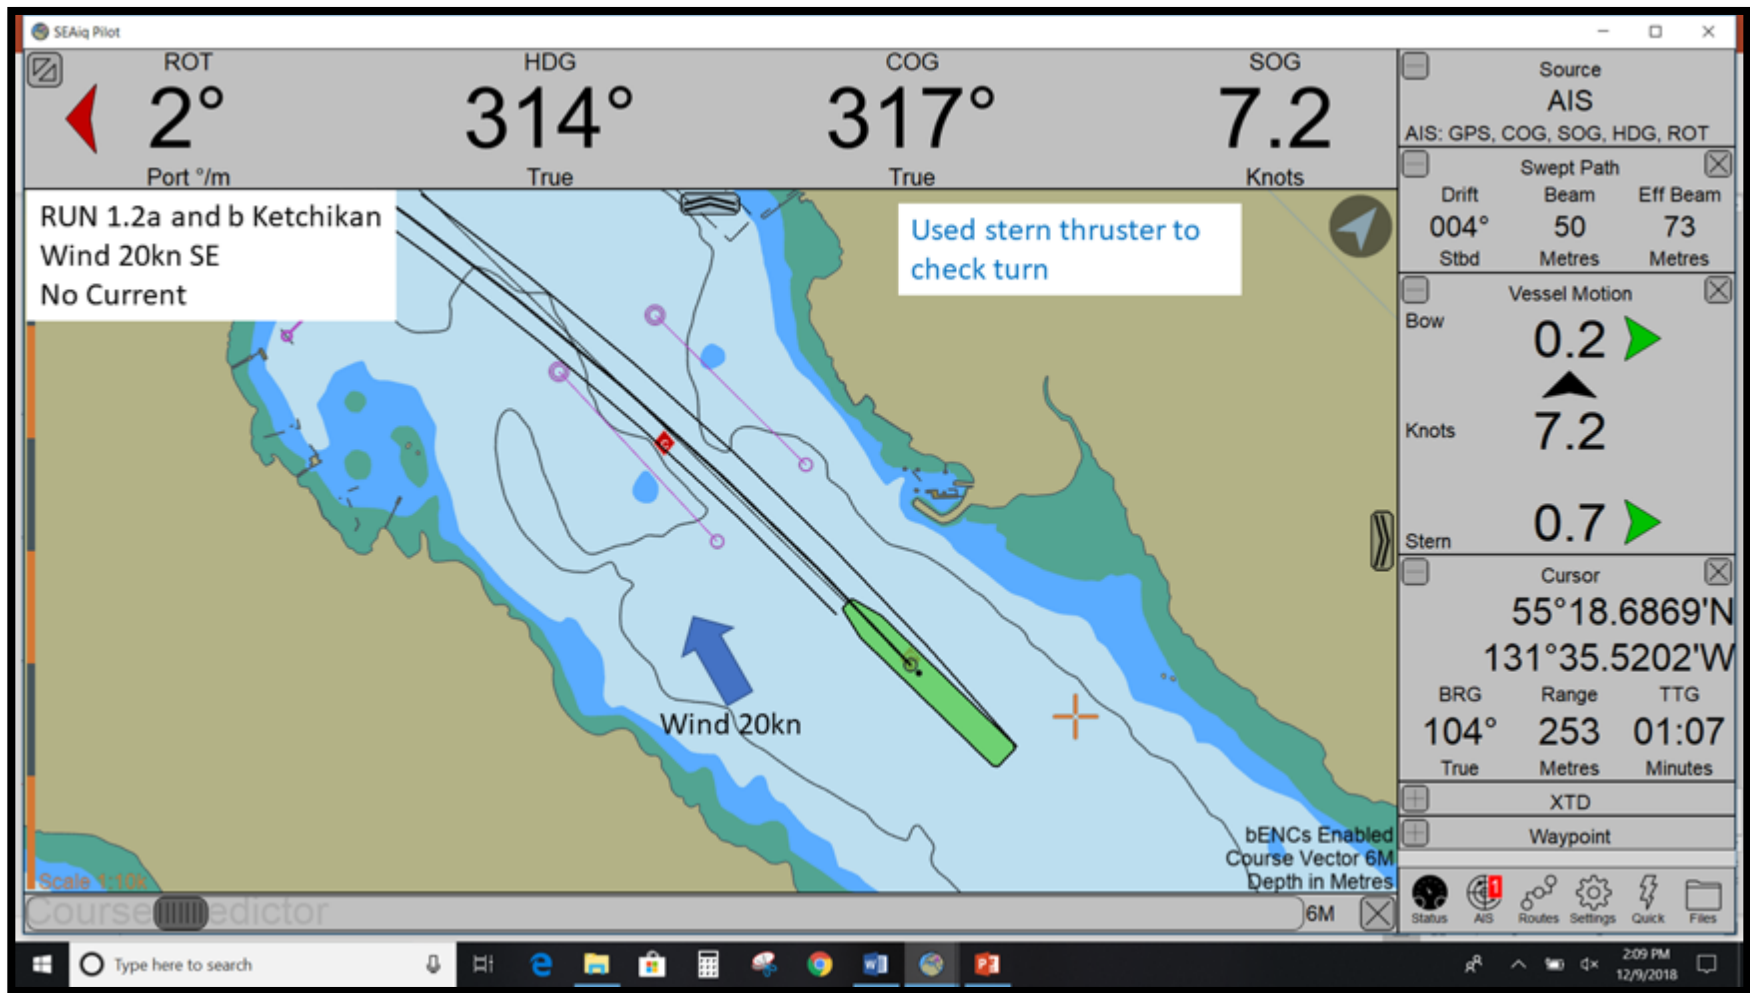 SEAiq Pilot
ROT
HDG
COG
SOG
2°
314°
317°
7.2
Port °/m
True
True
Knots
Source
AIS
AIS: GPS, COG, SOG, HDG, ROT
Swept Path
Drift Beam Eff Beam
004° 50 73
Stbd Metres Metres
Vessel Motion
Bow
0.2
Knots
7.2
Stern
0.7
Cursor
55°18.6869'N
131°35.5202'W
BRG Range TTG
104° 253 01:07
True Metres Minutes
XTD
Waypoint
Status AIS Routes Settings Quick Files
1
RUN 1.2a and b Ketchikan
Wind 20kn SE
No Current
Used stern thruster to
check turn
C
Wind 20kn
bENCs Enabled
Course Vector 6M
Depth in Metres
Scale 1:10k
Course edictor
6M
Type here to search
2:09 PM
12/9/2018